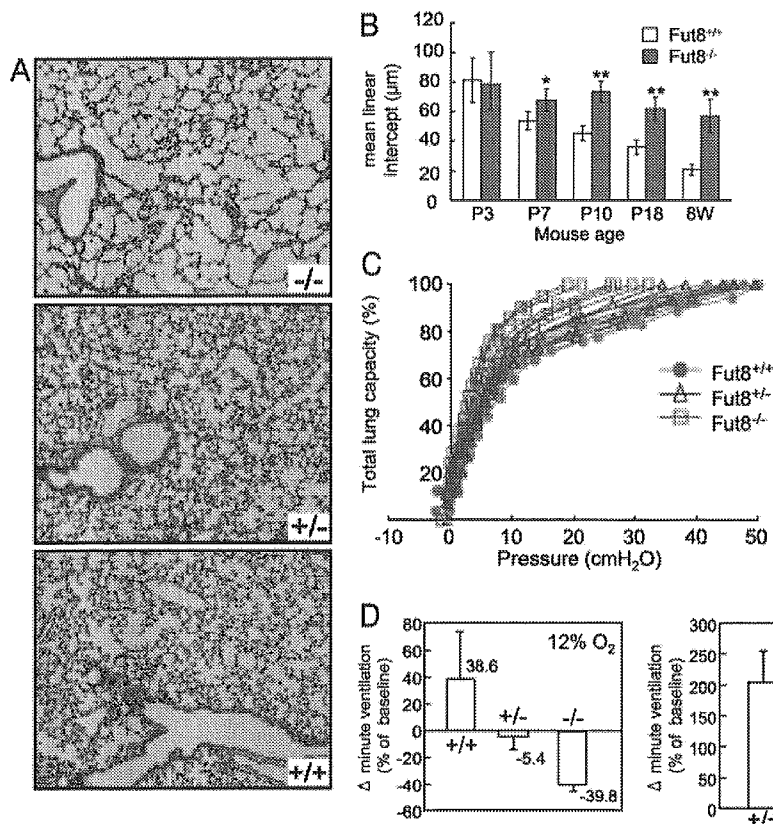 A
-/-
+/-
+/+
B
Fut8+/+
Fut8-/-
mean linear
intercept (μm)
120
100
80
60
40
20
0
*
**
**
**
P3
P7
P10
P18
8W
Mouse age
C
Total lung capacity (%)
100
80
60
40
20
Fut8+/+
Fut8+/-
Fut8-/-
-10
0
10
20
30
40
50
Pressure (cmH2O)
D
Δ minute ventilation
(% of baseline)
80
60
40
20
0
-20
-40
-60
12% O2
38.6
+/+
+/-
-5.4
-/-
-39.8
Δ minute ventilation
(% of baseline)
300
250
200
150
100
50
0